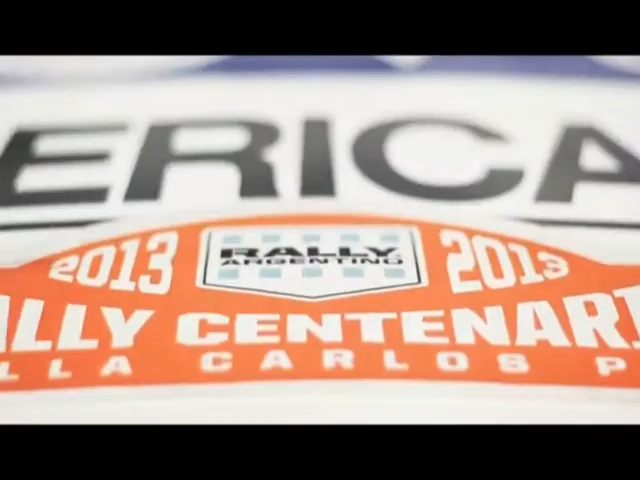 ERICA
2013 RALLY 2013
ARGENTINO
ALLY CENTENARI
LLA CARLOS P